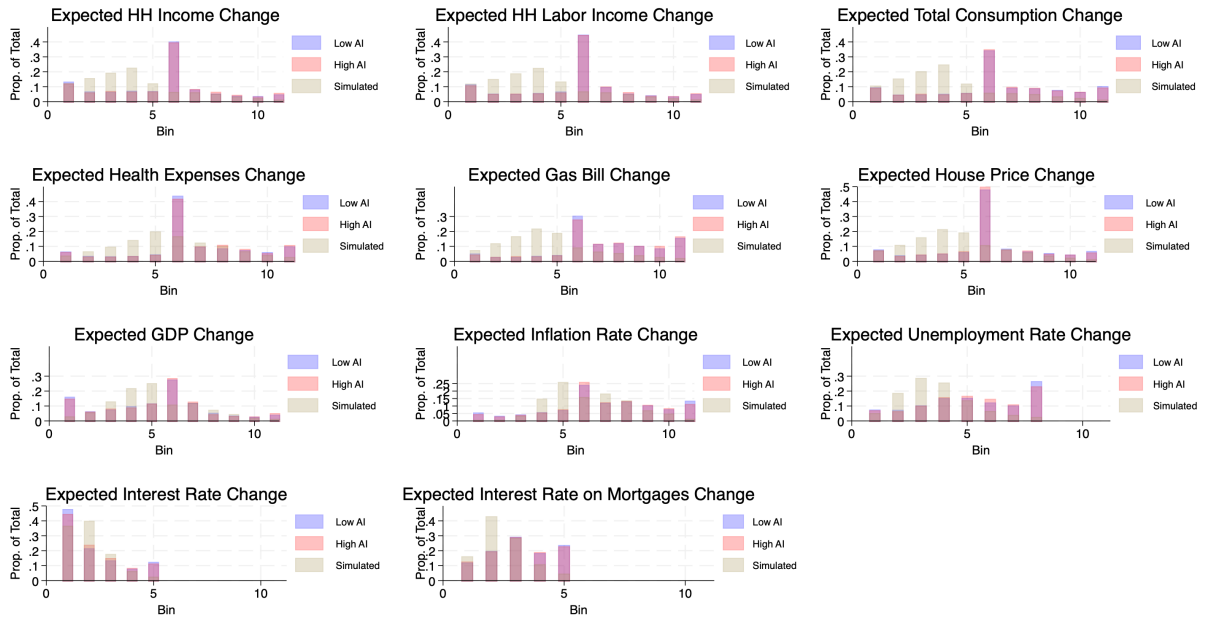 Expected HH Income Change
Prop. of Total
.4
.3
.2
.1
0
0 5 10
Bin
Low AI
High AI
Simulated
Expected HH Labor Income Change
Prop. of Total
.4
.3
.2
.1
0
0 5 10
Bin
Low AI
High AI
Simulated
Expected Total Consumption Change
Prop. of Total
.4
.3
.2
.1
0
0 5 10
Bin
Low AI
High AI
Simulated
Expected Health Expenses Change
Prop. of Total
.4
.3
.2
.1
0
0 5 10
Bin
Low AI
High AI
Simulated
Expected Gas Bill Change
Prop. of Total
.3
.2
.1
0
0 5 10
Bin
Low AI
High AI
Simulated
Expected House Price Change
Prop. of Total
.5
.4
.3
.2
.1
0
0 5 10
Bin
Low AI
High AI
Simulated
Expected GDP Change
Prop. of Total
.3
.2
.1
0
0 5 10
Bin
Low AI
High AI
Simulated
Expected Inflation Rate Change
Prop. of Total
.25
.2
.15
.1
.05
0
0 5 10
Bin
Low AI
High AI
Simulated
Expected Unemployment Rate Change
Prop. of Total
.3
.2
.1
0
0 5 10
Bin
Low AI
High AI
Simulated
Expected Interest Rate Change
Prop. of Total
.5
.4
.3
.2
.1
0
0 5 10
Bin
Low AI
High AI
Simulated
Expected Interest Rate on Mortgages Change
Prop. of Total
.4
.3
.2
.1
0
0 5 10
Bin
Low AI
High AI
Simulated